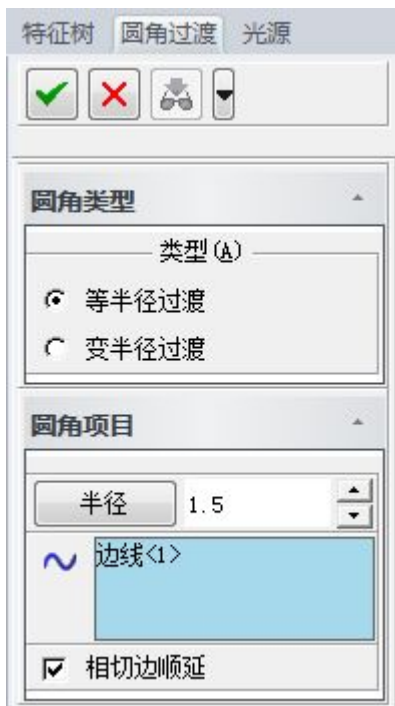 特征树 圆角过渡 光源
圆角类型
类型(A)
等半径过渡
变半径过渡
圆角项目
半径 1.5
边线<1>
相切边顺延